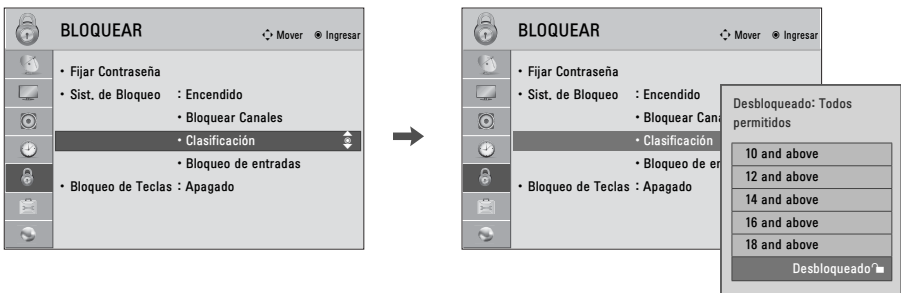 BLOQUEAR
Mover
Ingresar
• Fijar Contraseña
• Sist. de Bloqueo : Encendido
• Bloquear Canales
• Clasificación
• Bloqueo de entradas
• Bloqueo de Teclas : Apagado
BLOQUEAR
Mover
Ingresar
• Fijar Contraseña
• Sist. de Bloqueo : Encendido
• Bloquear Cana
• Clasificación
• Bloqueo de en
• Bloqueo de Teclas : Apagado
Desbloqueado: Todos
permitidos
10 and above
12 and above
14 and above
16 and above
18 and above
Desbloqueado